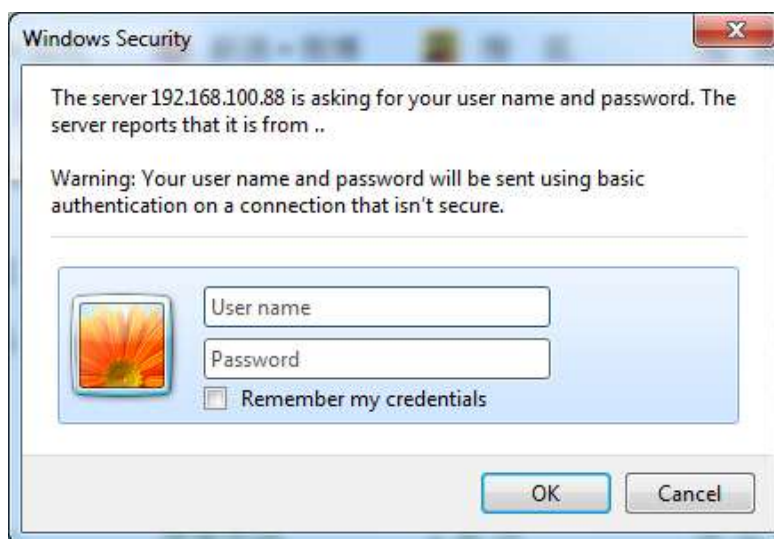 Windows Security
The server 192.168.100.88 is asking for your user name and password. The
server reports that it is from ..
Warning: Your user name and password will be sent using basic
authentication on a connection that isn't secure.
User name
Password
Remember my credentials
OK
Cancel